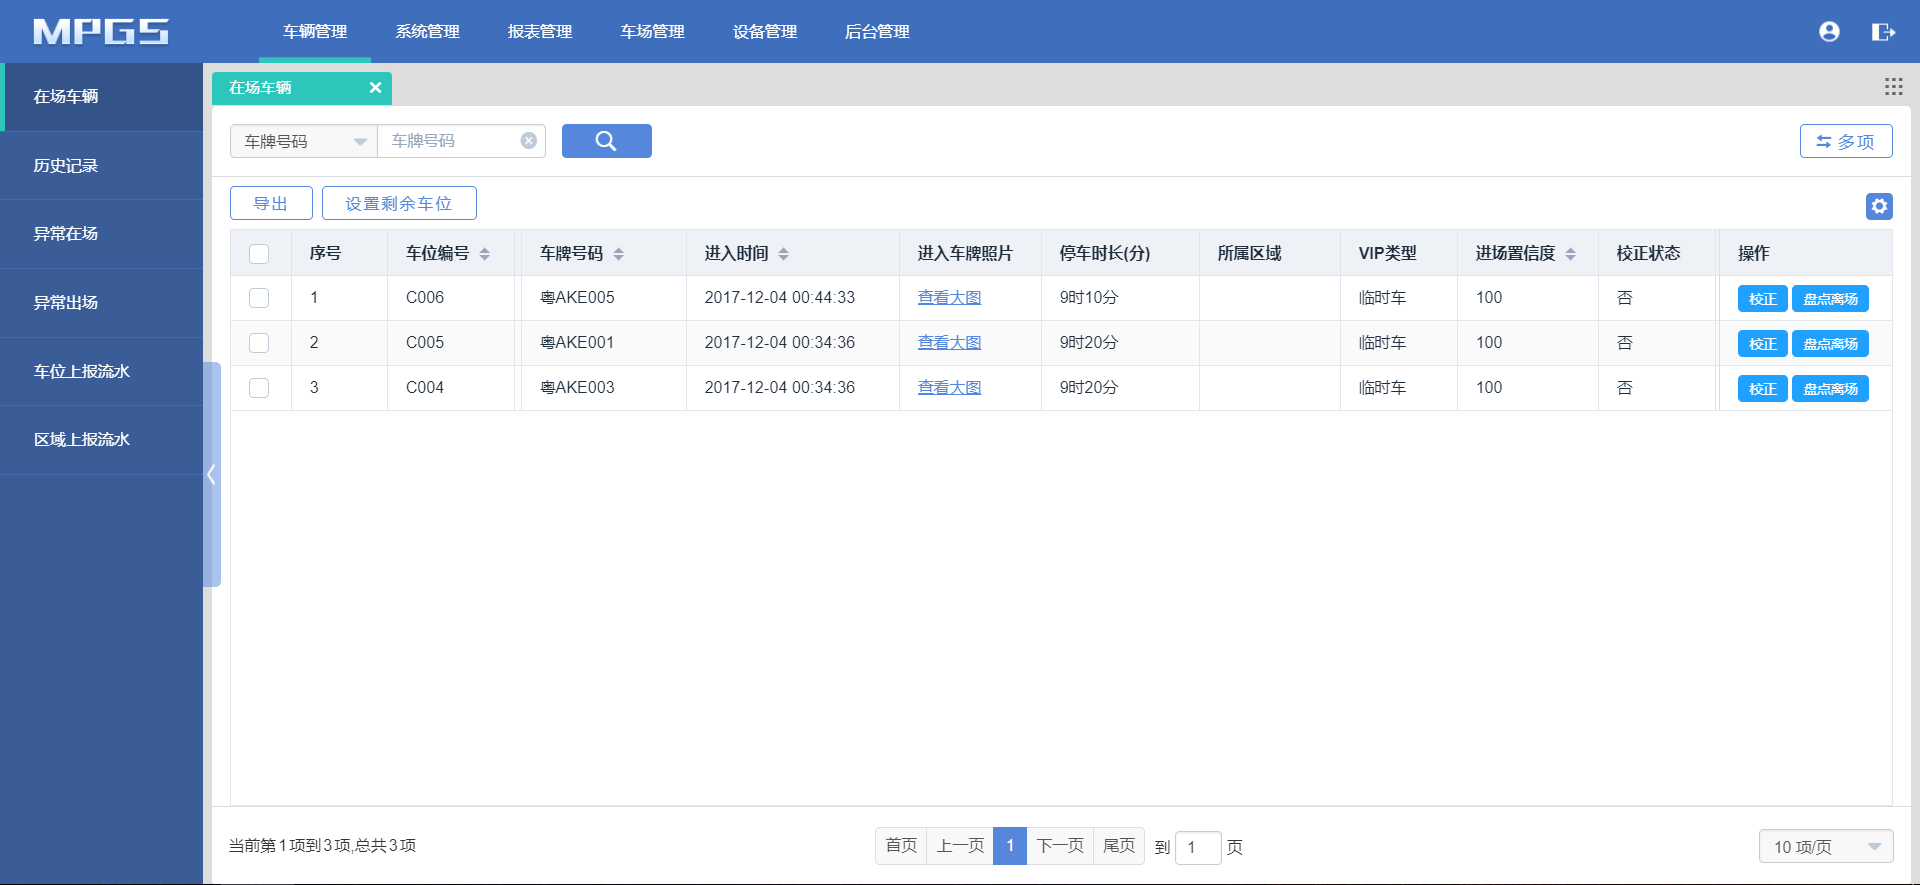 MPGS 车辆管理 系统管理 报表管理 车场管理 设备管理 后台管理
在场车辆
历史记录
异常在场
异常出场
车位上报流水
区域上报流水
在场车辆
车牌号码 车牌号码 多项
导出 设置剩余车位
序号 车位编号 车牌号码 进入时间 进入车牌照片 停车时长(分) 所属区域 VIP类型 进场置信度 校正状态 操作
1 C006 粤AKE005 2017-12-04 00:44:33 查看大图 9时10分 临时车 100 否 校正 盘点离场
2 C005 粤AKE001 2017-12-04 00:34:36 查看大图 9时20分 临时车 100 否 校正 盘点离场
3 C004 粤AKE003 2017-12-04 00:34:36 查看大图 9时20分 临时车 100 否 校正 盘点离场
当前第1项到3项,总共3项 首页 上一页 1 下一页 尾页 到 1 页 10 项/页